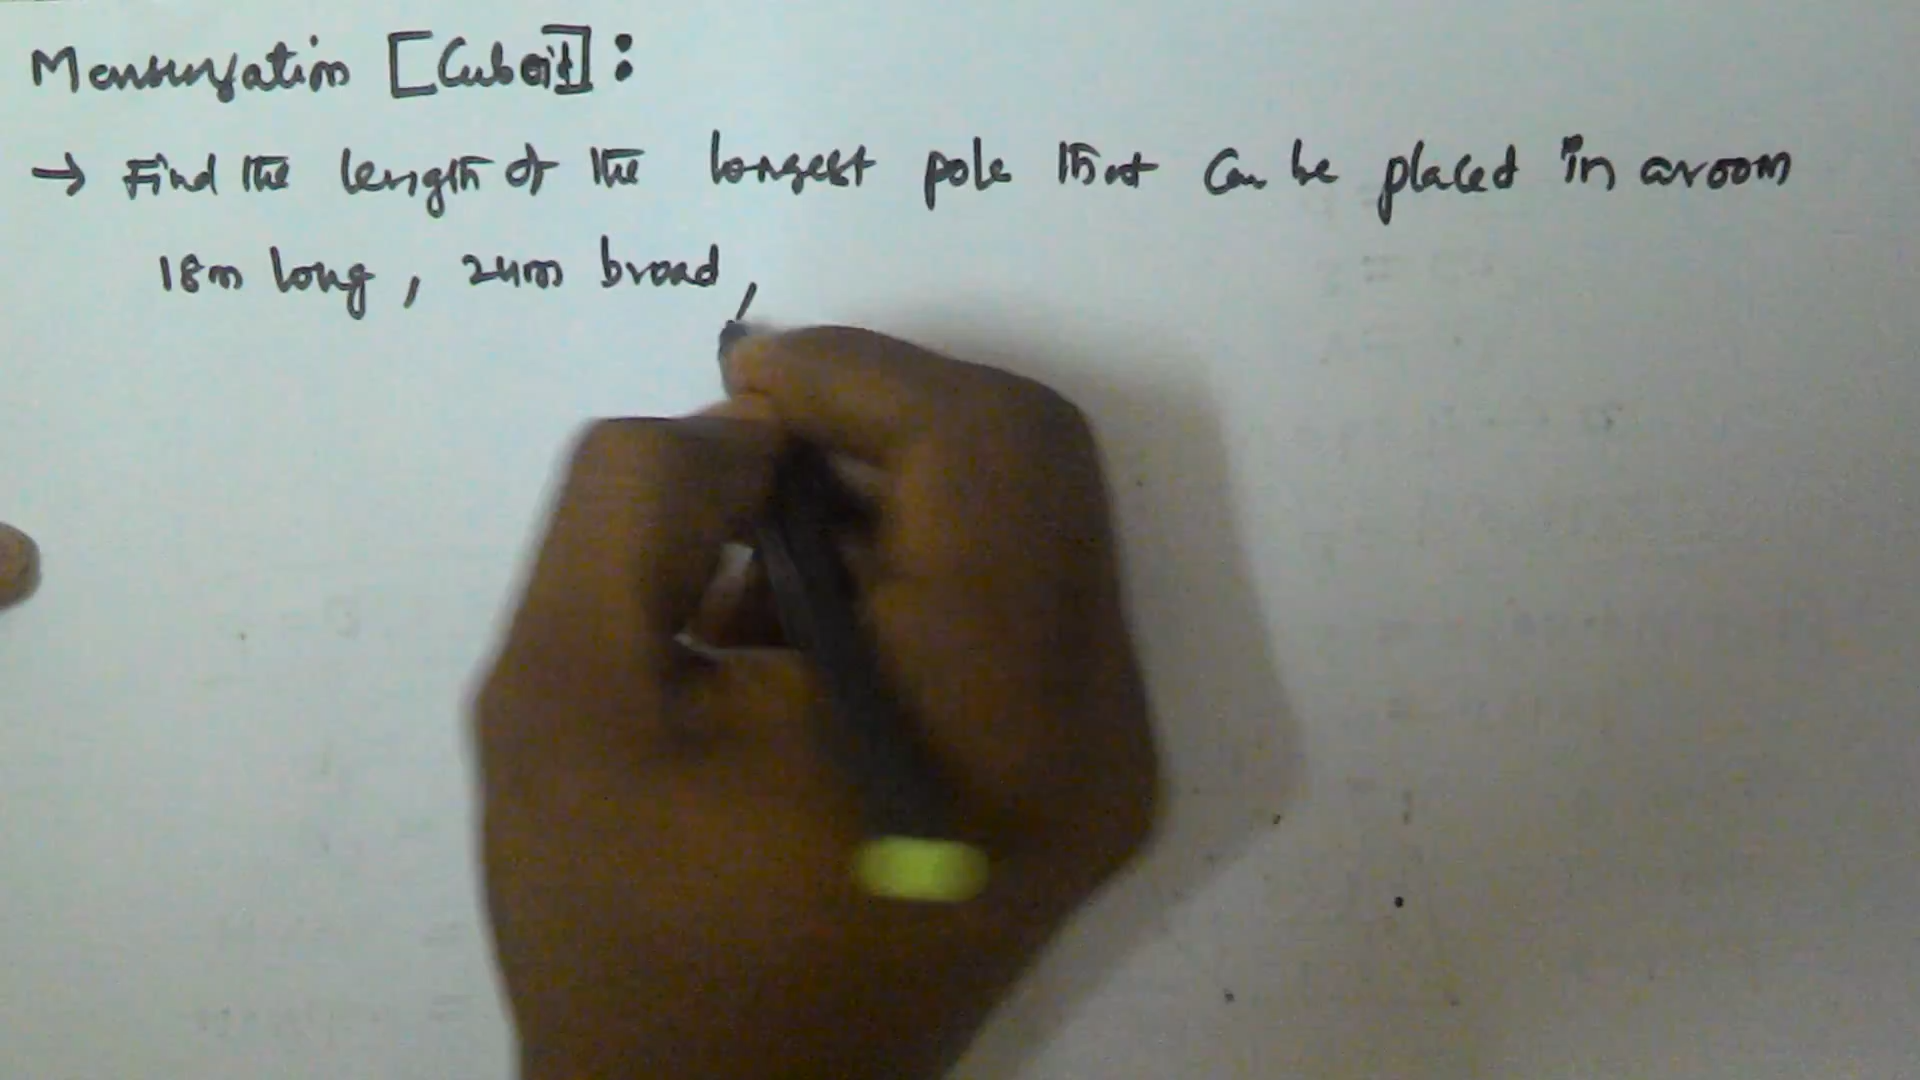 Mensuration [Cuboid]:
→ Find the length of the longest pole that can be placed in a room
18m long, 24m broad,